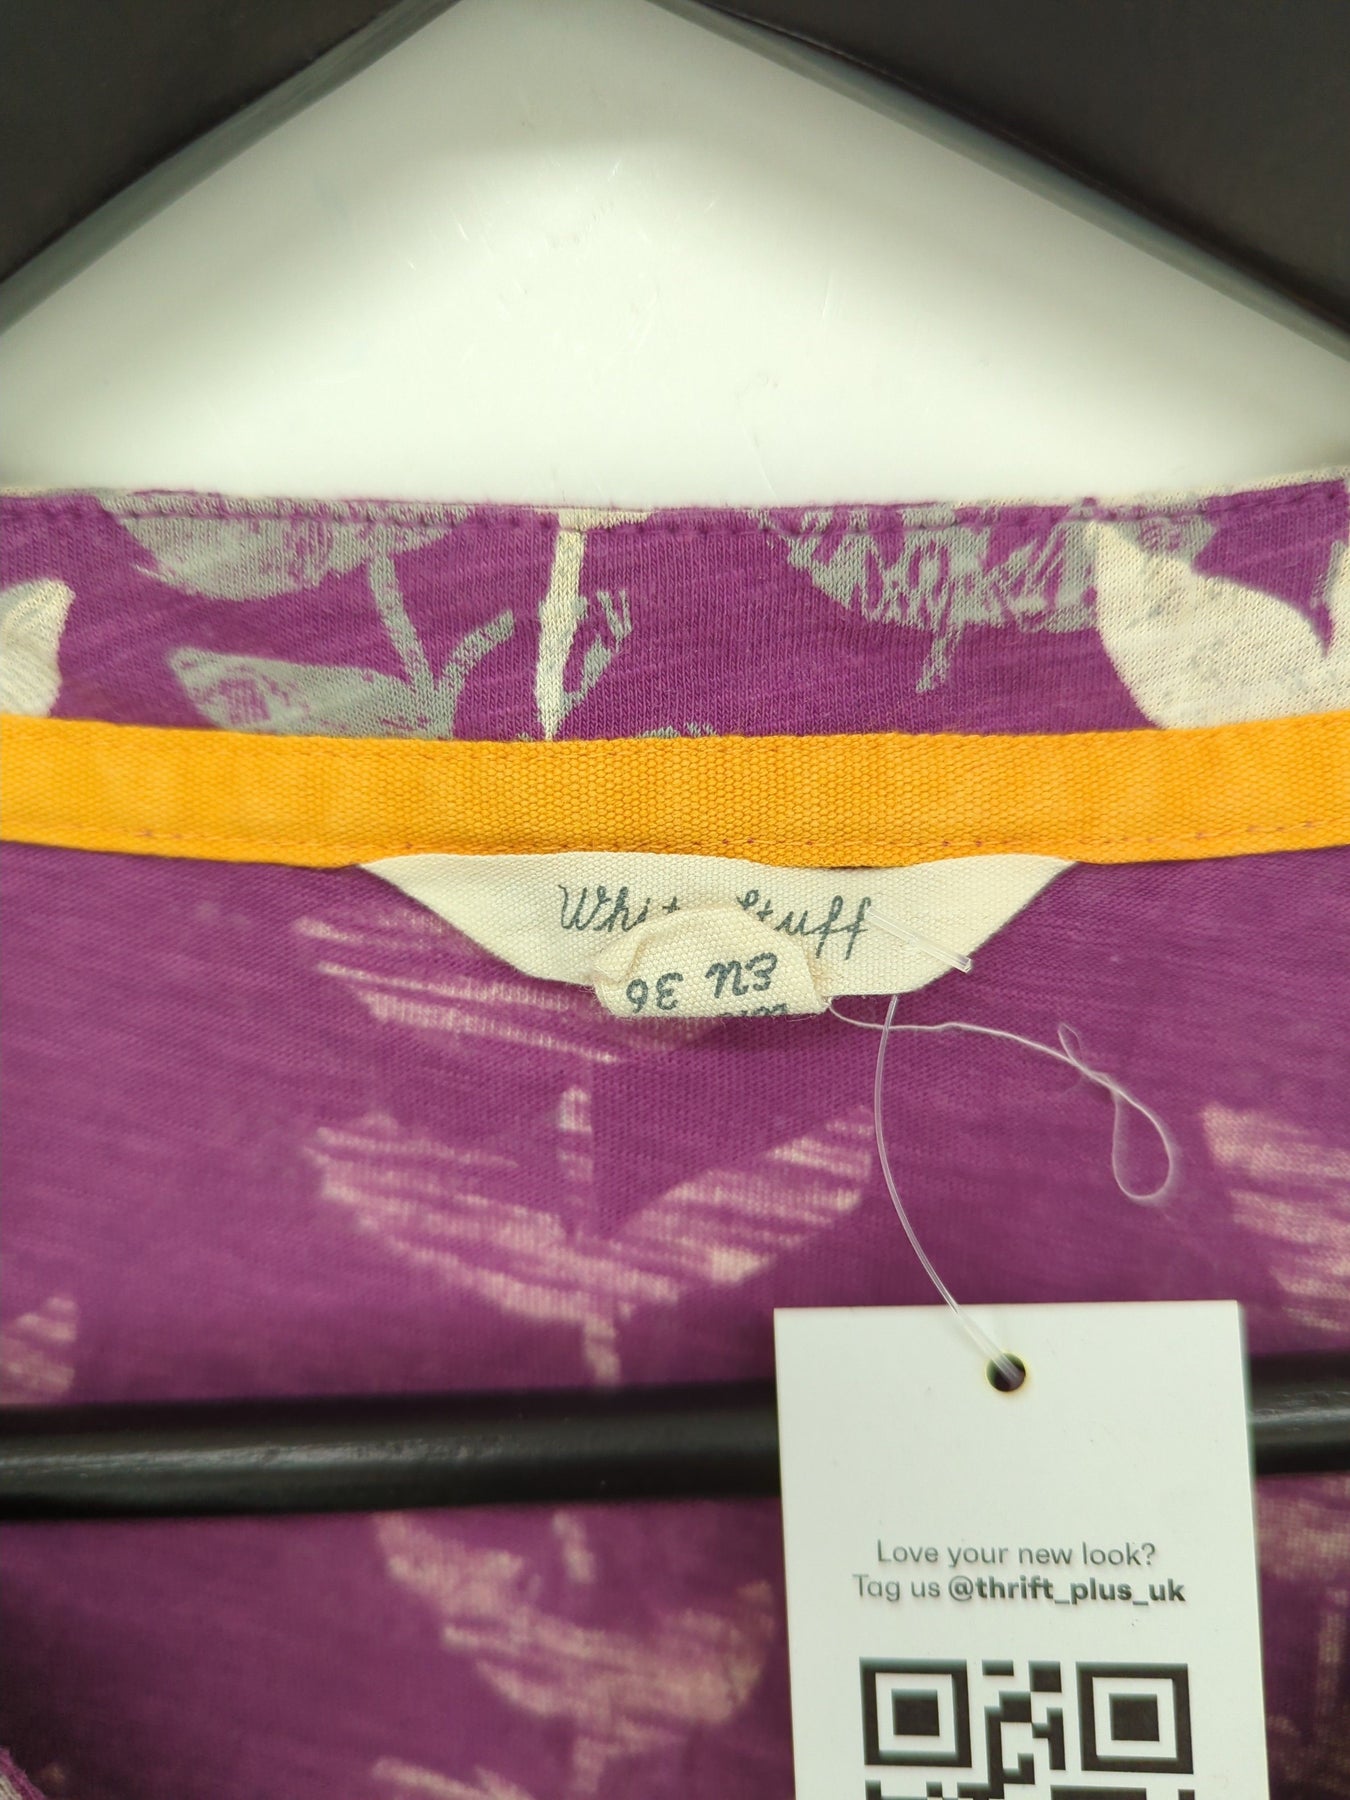 White Stuff
EU 36
Love your new look?
Tag us @thrift_plus_uk